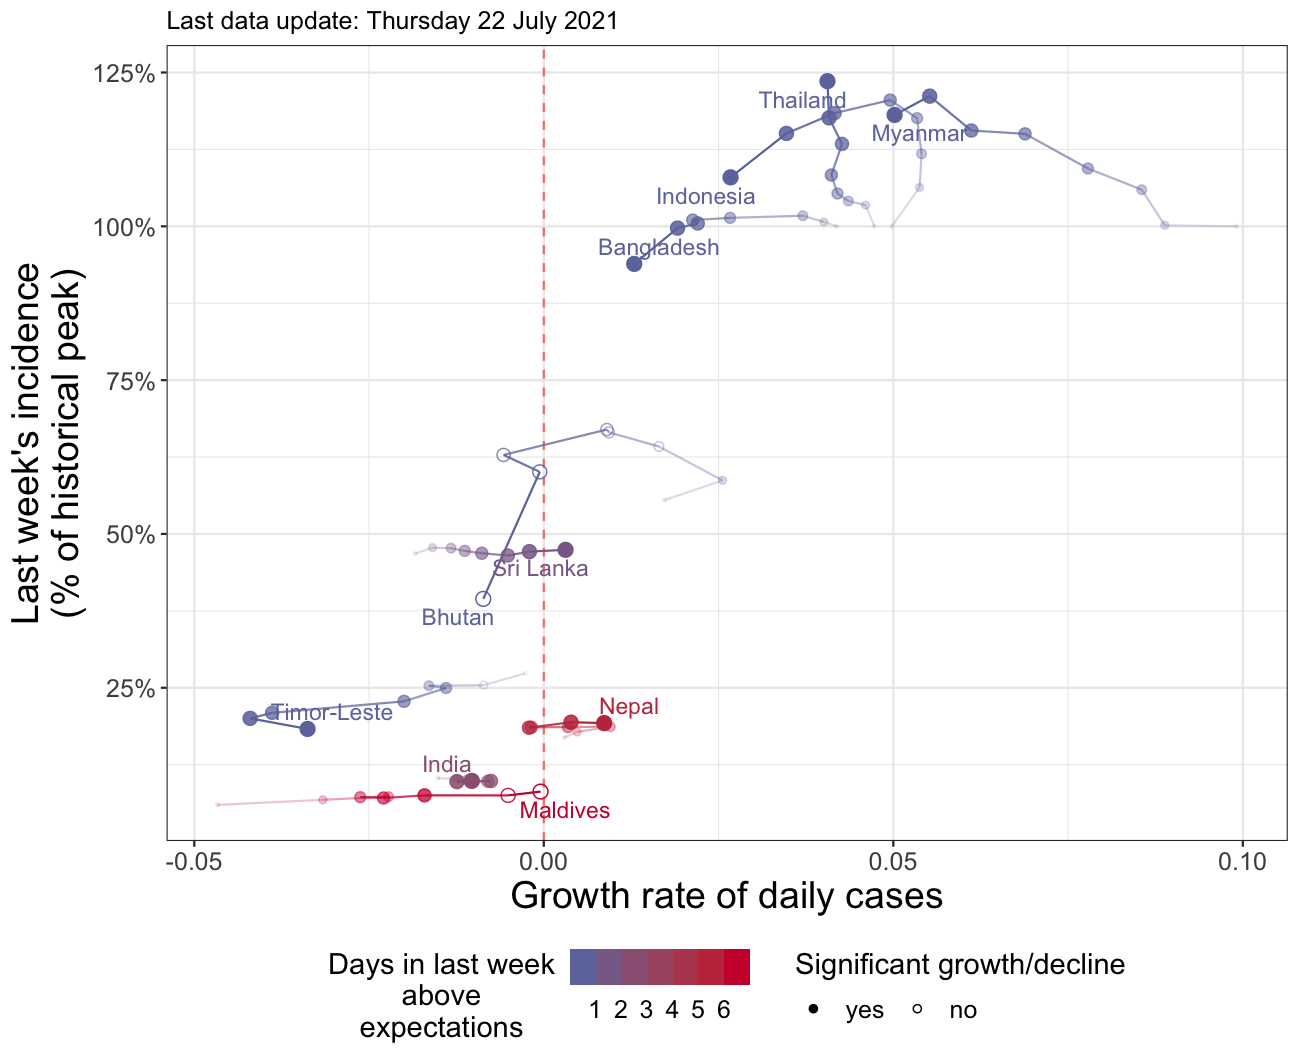 Last data update: Thursday 22 July 2021
Last week's incidence
(% of historical peak)
125%
100%
75%
50%
25%
Thailand
Myanmar
Indonesia
Bangladesh
Sri Lanka
Bhutan
Timor-Leste
Nepal
India
Maldives
-0.05
0.00
0.05
0.10
Growth rate of daily cases
Days in last week
above
expectations
1 2 3 4 5 6
Significant growth/decline
yes
no